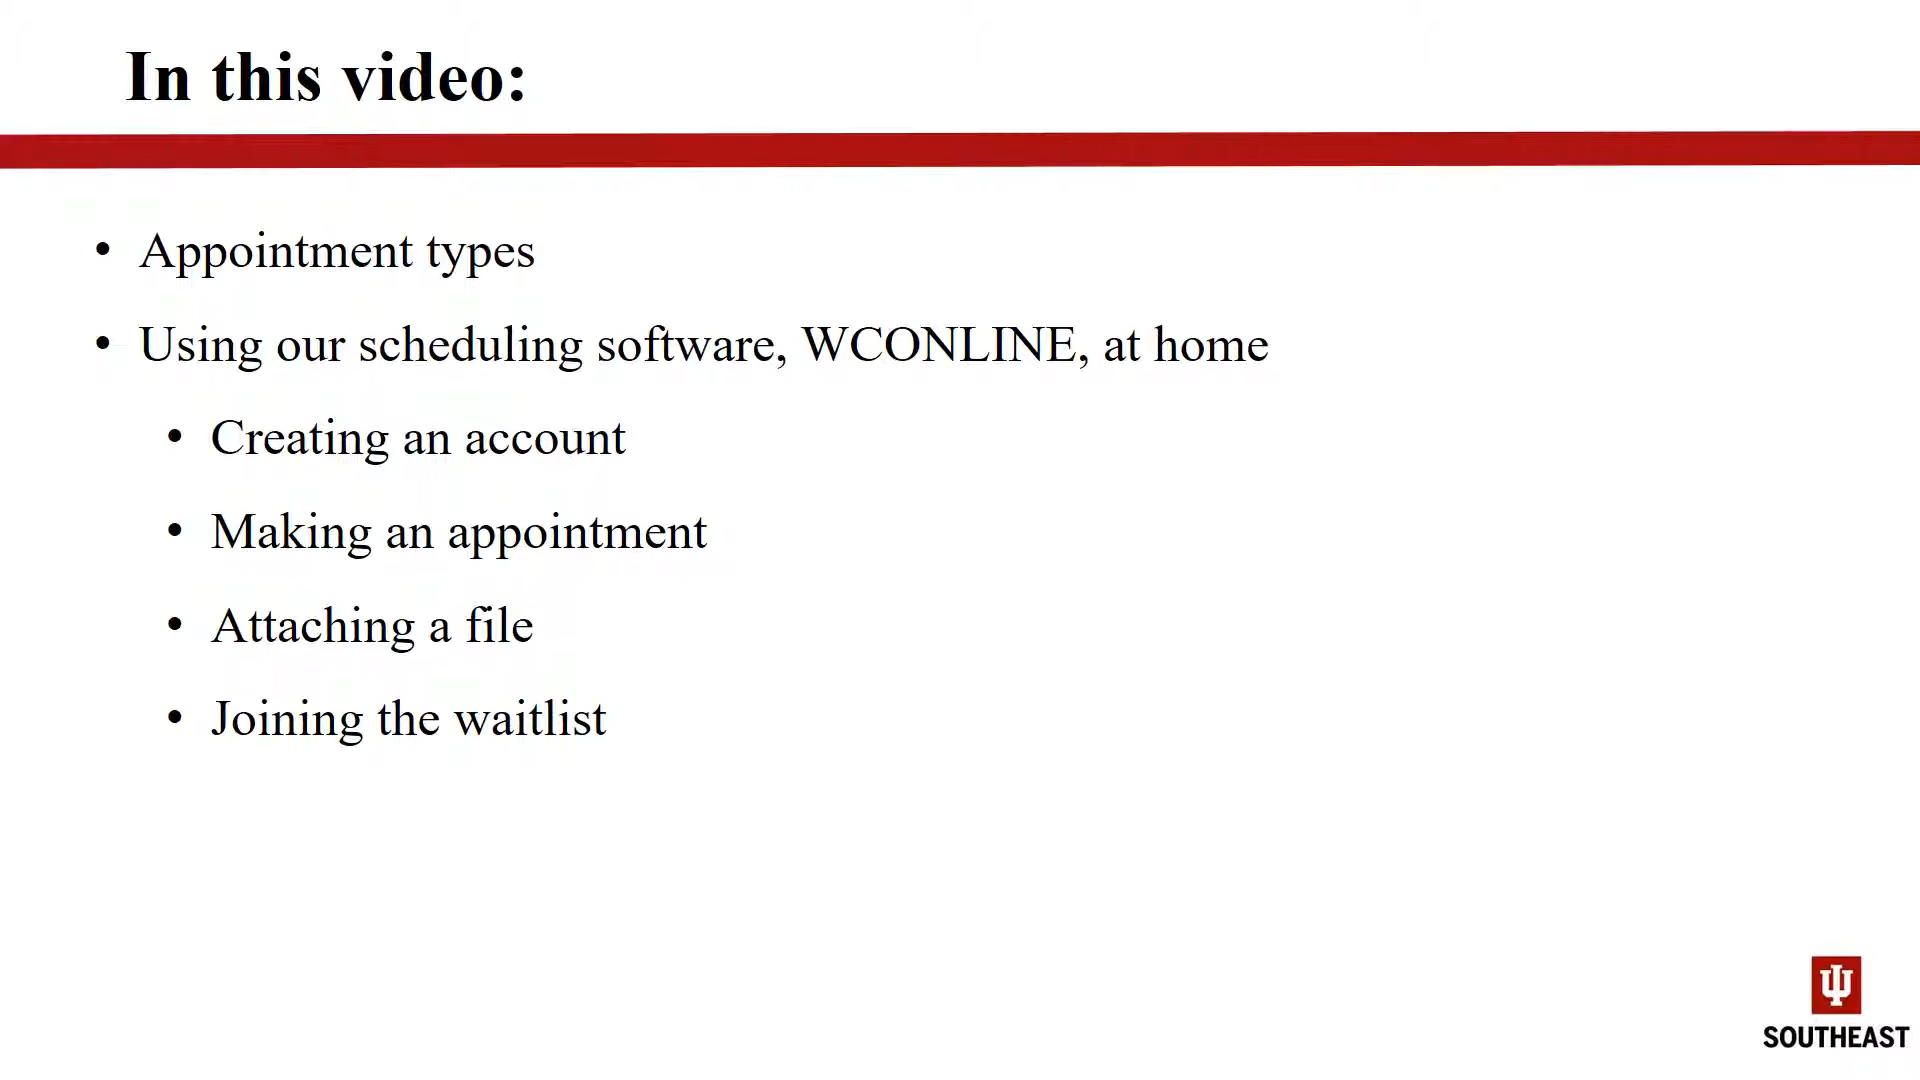 In this video:
• Appointment types
• Using our scheduling software, WCONLINE, at home
• Creating an account
• Making an appointment
• Attaching a file
• Joining the waitlist
SOUTHEAST